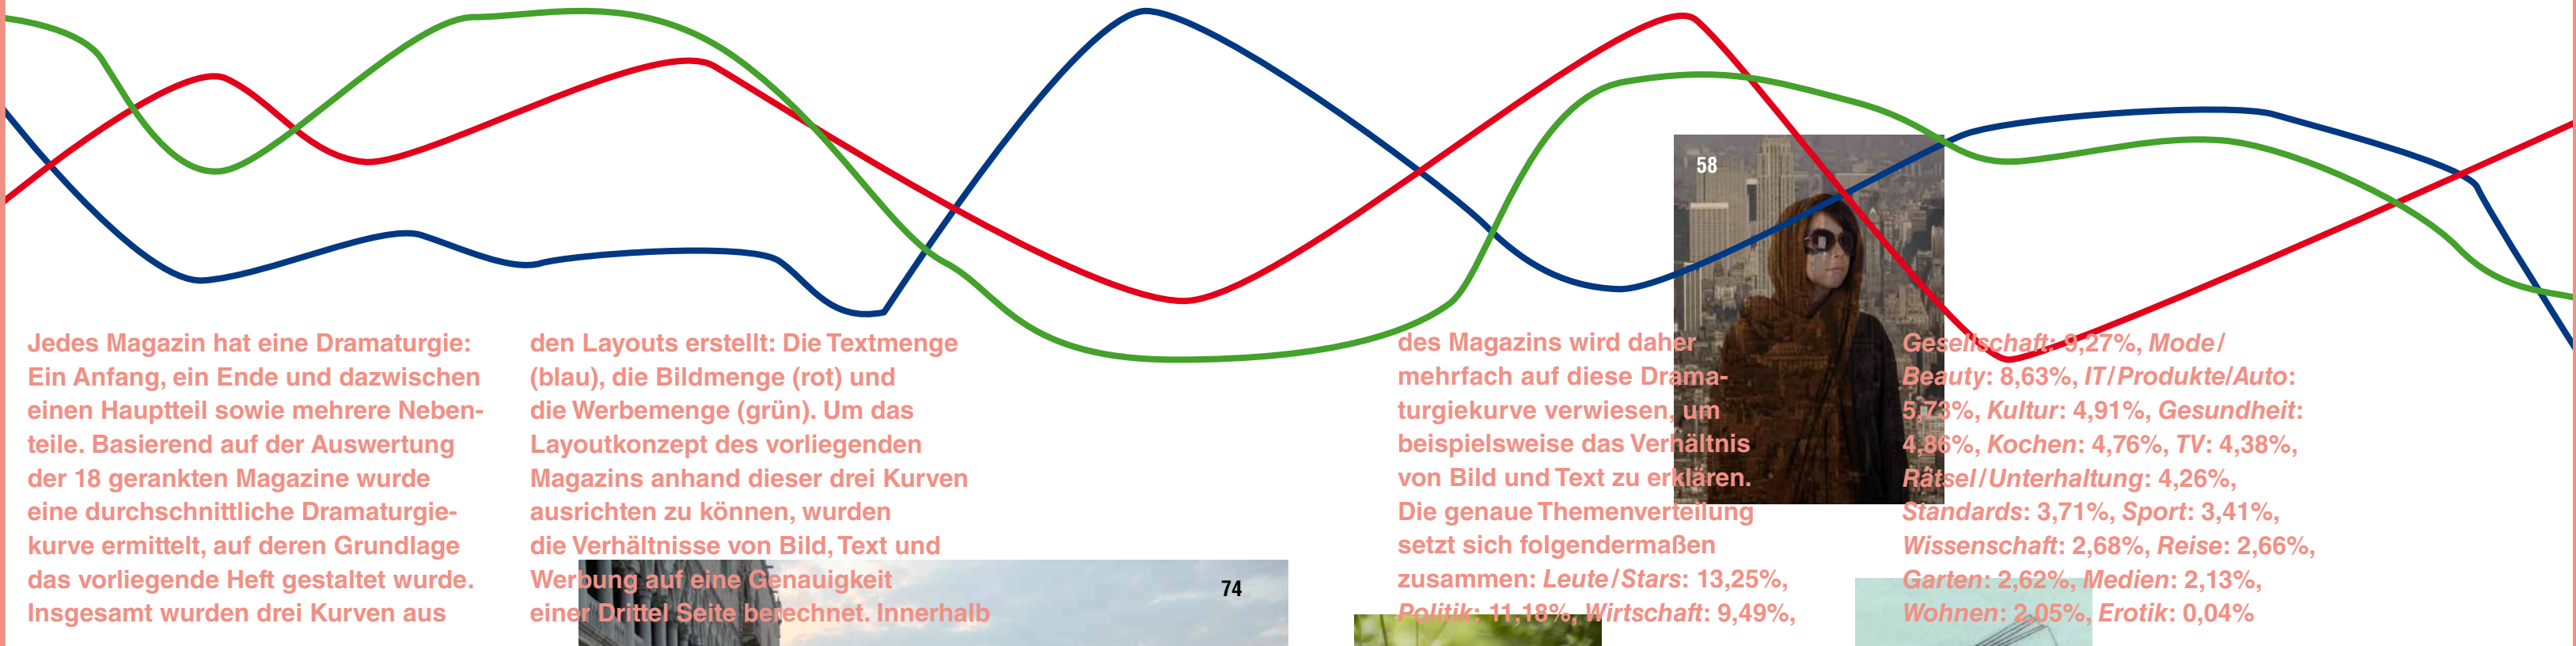 Jedes Magazin hat eine Dramaturgie:
Ein Anfang, ein Ende und dazwischen
einen Hauptteil sowie mehrere Neben-
teile. Basierend auf der Auswertung
der 18 gerankten Magazine wurde
eine durchschnittliche Dramaturgie-
kurve ermittelt, auf deren Grundlage
das vorliegende Heft gestaltet wurde.
Insgesamt wurden drei Kurven aus
den Layouts erstellt: Die Textmenge
(blau), die Bildmenge (rot) und
die Werbemenge (grün). Um das
Layoutkonzept des vorliegenden
Magazins anhand dieser drei Kurven
ausrichten zu können, wurden
die Verhältnisse von Bild, Text und
Werbung auf eine Genauigkeit
einer Drittel Seite berechnet. Innerhalb
74
des Magazins wird daher
mehrfach auf diese Drama-
turgiekurve verwiesen, um
beispielsweise das Verhältnis
von Bild und Text zu erklären.
Die genaue Themenverteilung
setzt sich folgendermaßen
zusammen: Leute/Stars: 13,25%,
Politik: 11,18%, Wirtschaft: 9,49%,
58
Gesellschaft: 9,27%, Mode/
Beauty: 8,63%, IT/Produkte/Auto:
5,73%, Kultur: 4,91%, Gesundheit:
4,86%, Kochen: 4,76%, TV: 4,38%,
Rätsel/Unterhaltung: 4,26%,
Standards: 3,71%, Sport: 3,41%,
Wissenschaft: 2,68%, Reise: 2,66%,
Garten: 2,62%, Medien: 2,13%,
Wohnen: 2,05%, Erotik: 0,04%